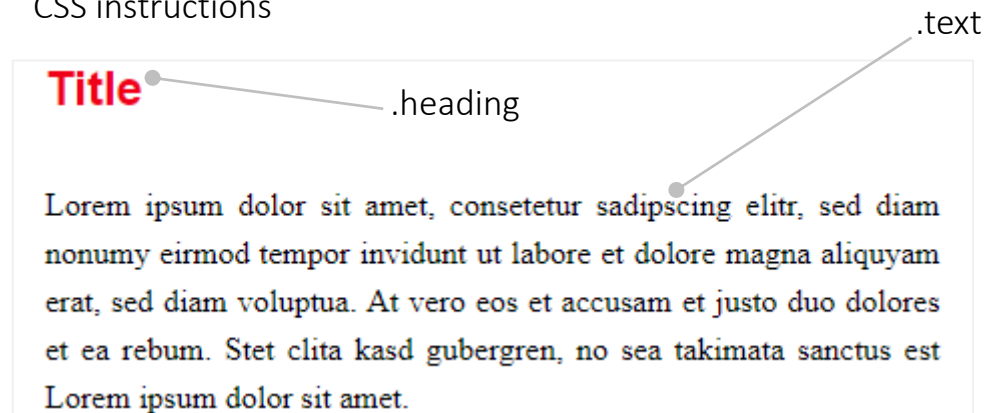 CSS instructions
.text
Title
.heading
Lorem ipsum dolor sit amet, consetetur sadipscing elitr, sed diam
nonumy eirmod tempor invidunt ut labore et dolore magna aliquyam
erat, sed diam voluptua. At vero eos et accusam et justo duo dolores
et ea rebum. Stet clita kasd gubergren, no sea takimata sanctus est
Lorem ipsum dolor sit amet.